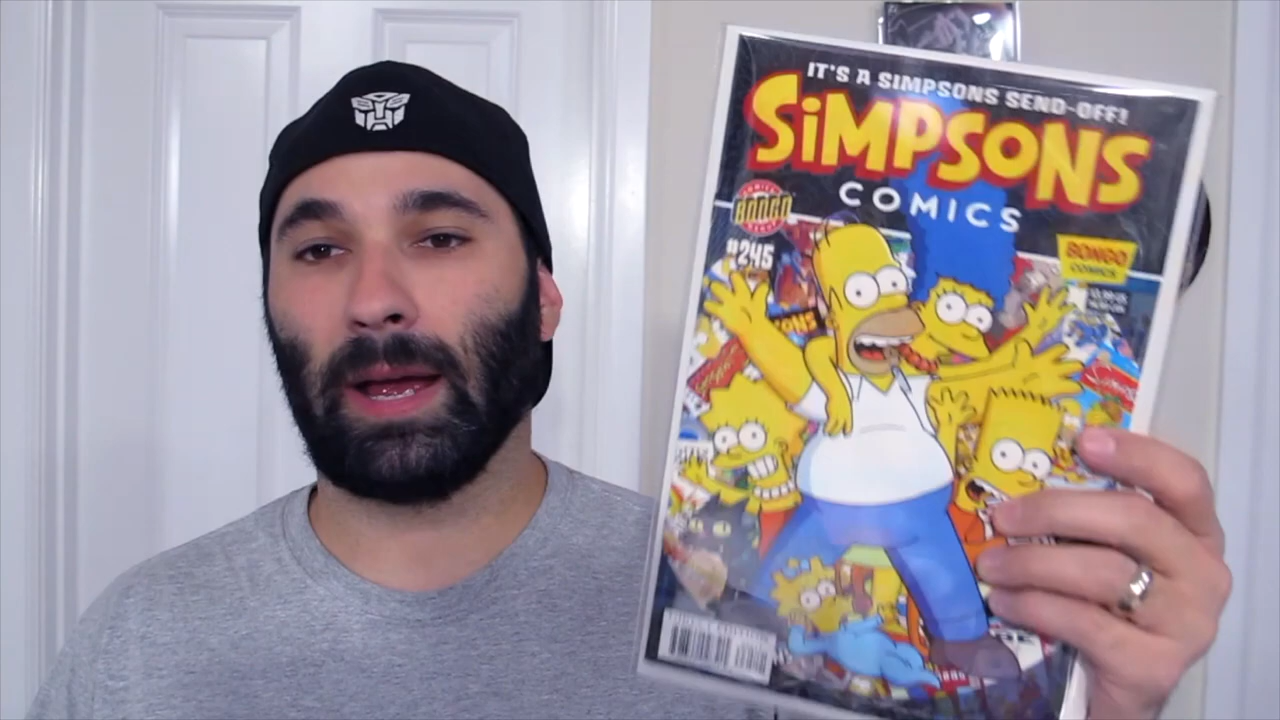 IT'S A SIMPSONS SEND-OFF!
SiMPSONS
COMICS
BONGO
#245
BONGO
COMICS